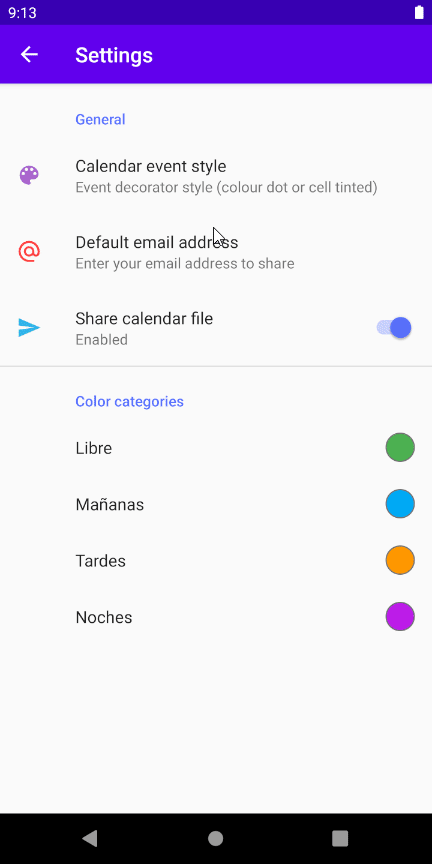 9:13
Settings
General
Calendar event style
Event decorator style (colour dot or cell tinted)
Default email address
Enter your email address to share
Share calendar file
Enabled
Color categories
Libre
Mañanas
Tardes
Noches